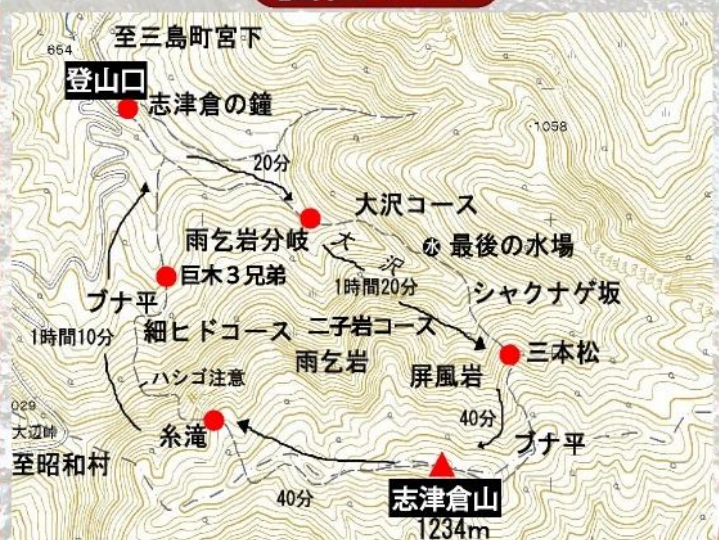 至三島町宮下
654
登山口
志津倉の鐘
・1058
20分
大沢コース
雨乞岩分岐
大沢
水 最後の水場
巨木3兄弟
1時間20分
シャクナゲ坂
ブナ平
1時間10分
細ヒドコース
二子岩コース
雨乞岩
三本松
屏風岩
ハシゴ注意
029
40分
大辺峠
糸滝
ブナ平
至昭和村
40分
志津倉山
1234m